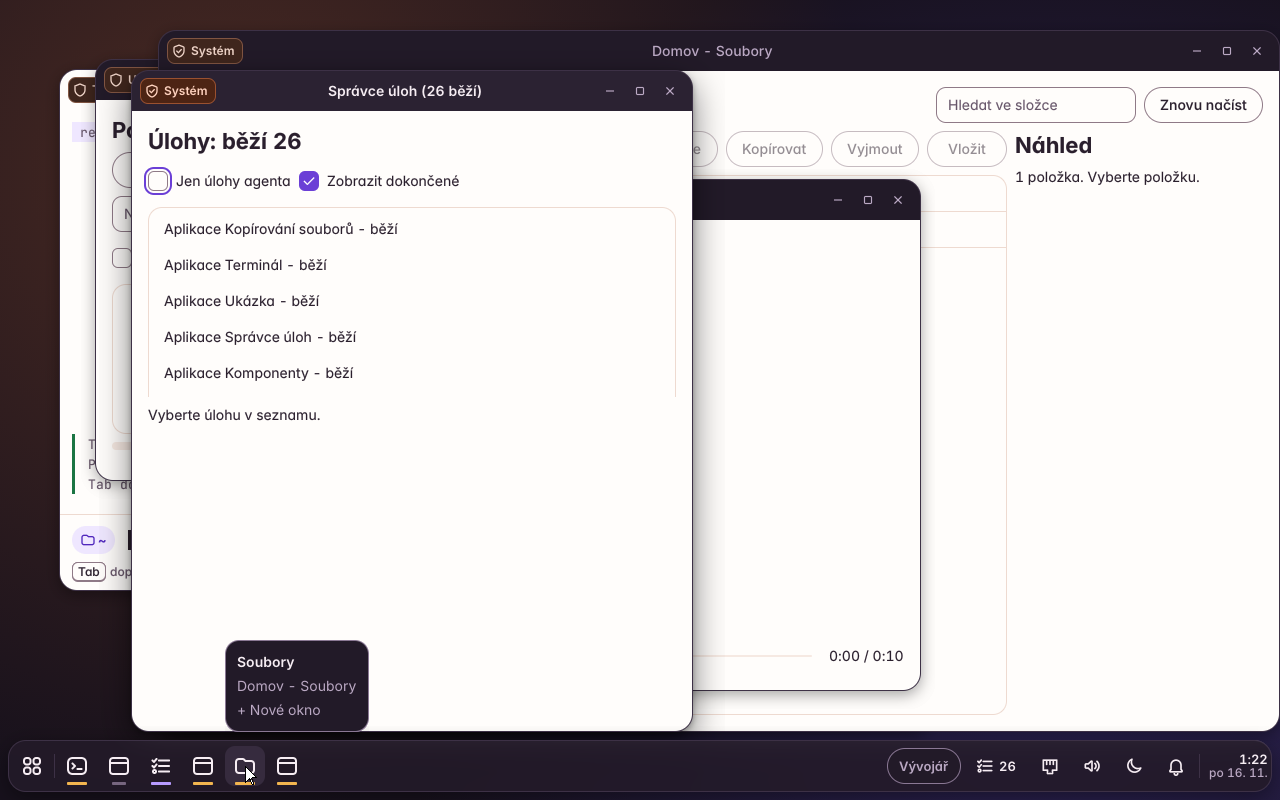 Systém
Domov - Soubory
Systém
Správce úloh (26 běží)
Hledat ve složce
Znovu načíst
Úlohy: běží 26
Kopírovat
Vyjmout
Vložit
Náhled
Jen úlohy agenta
Zobrazit dokončené
1 položka. Vyberte položku.
Aplikace Kopírování souborů - běží
Aplikace Terminál - běží
Aplikace Ukázka - běží
Aplikace Správce úloh - běží
Aplikace Komponenty - běží
Vyberte úlohu v seznamu.
Tab
~
Tab
0:00 / 0:10
Soubory
Domov - Soubory
+ Nové okno
Vývojář
26
1:22
po 16. 11.